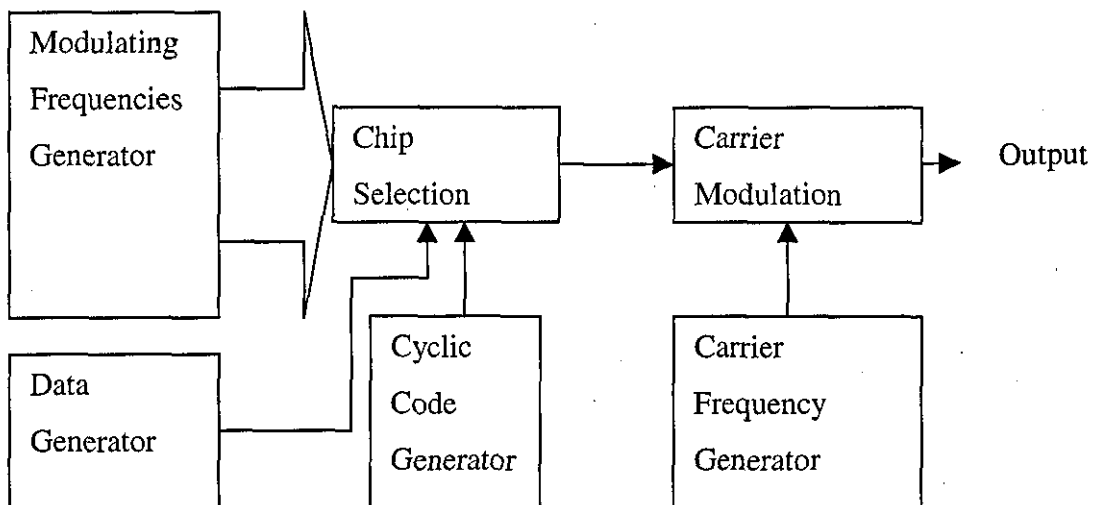 Modulating
Frequencies
Generator
Chip
Selection
Carrier
Modulation
Output
Data
Generator
Cyclic
Code
Generator
Carrier
Frequency
Generator